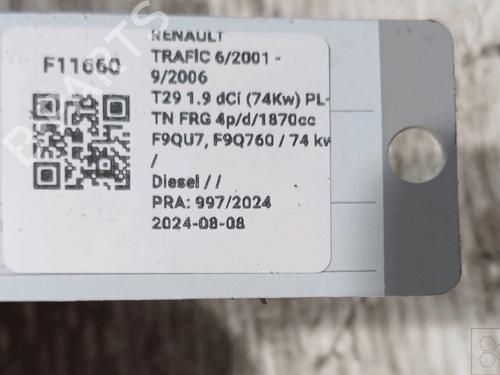 F11660
RENAULT
TRAFİC 6/2001 -
9/2006
T29 1.9 dCi (74Kw) PL-
TN FRG 4p/d/1870cc
F9QU7, F9Q760 / 74 kw
/
Diesel / /
PRA: 997/2024
2024-08-08